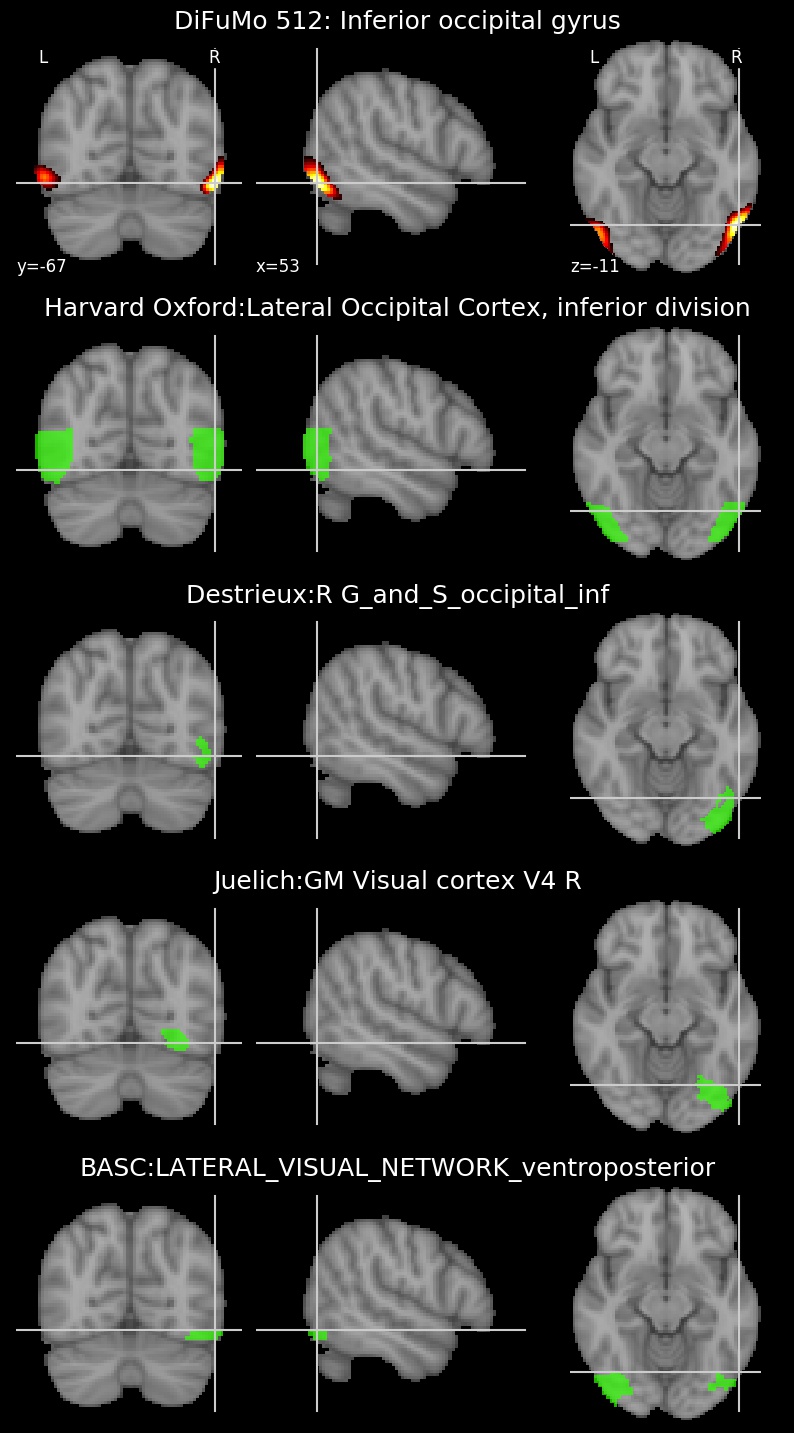 DiFuMo 512: Inferior occipital gyrus
L R L R
y=-67 x=53 z=-11
Harvard Oxford:Lateral Occipital Cortex, inferior division
Destrieux:R G_and_S_occipital_inf
Juelich:GM Visual cortex V4 R
BASC:LATERAL_VISUAL_NETWORK_ventroposterior